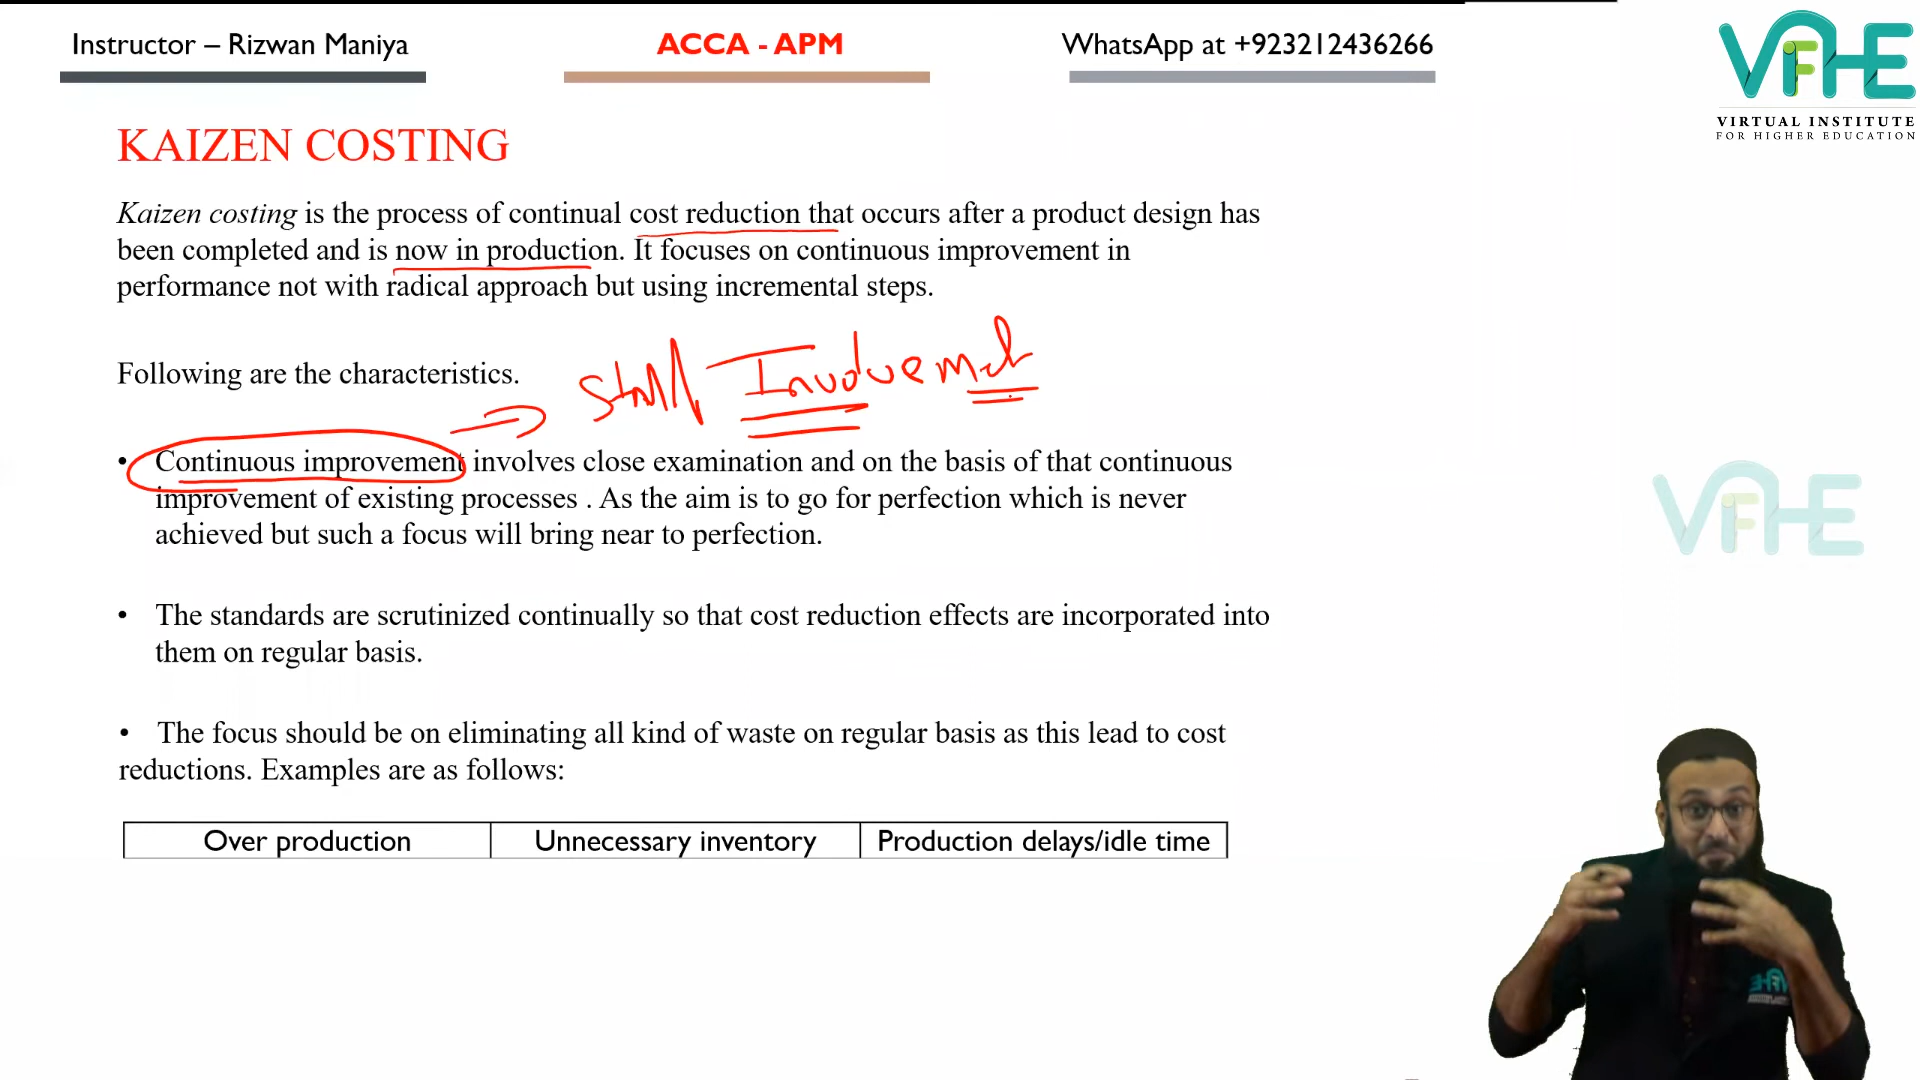 Instructor – Rizwan Maniya
ACCA - APM
WhatsApp at +923212436266
VIFHE
VIRTUAL INSTITUTE
FOR HIGHER EDUCATION
KAIZEN COSTING
Kaizen costing is the process of continual cost reduction that occurs after a product design has
been completed and is now in production. It focuses on continuous improvement in
performance not with radical approach but using incremental steps.
Following are the characteristics.
Staff Involvement
• Continuous improvement involves close examination and on the basis of that continuous
improvement of existing processes . As the aim is to go for perfection which is never
achieved but such a focus will bring near to perfection.
VIFHE
• The standards are scrutinized continually so that cost reduction effects are incorporated into
them on regular basis.
• The focus should be on eliminating all kind of waste on regular basis as this lead to cost
reductions. Examples are as follows:
Over production
Unnecessary inventory
Production delays/idle time